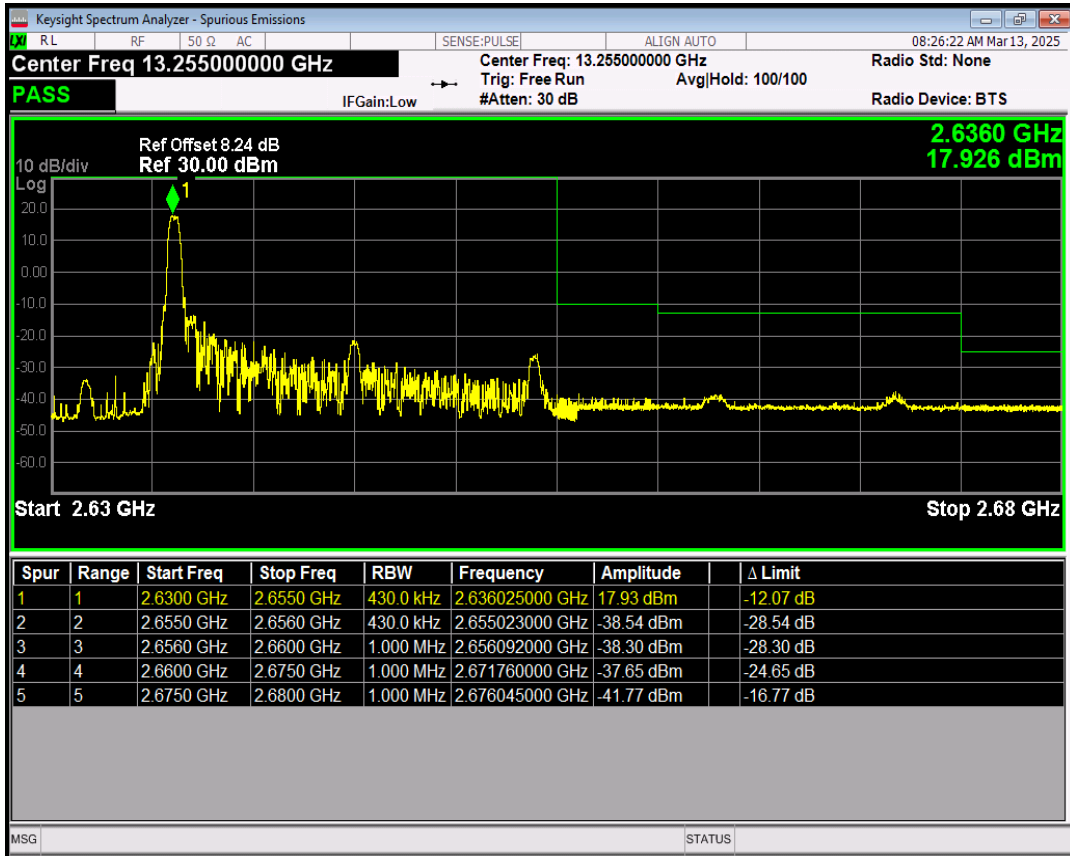 Keysight Spectrum Analyzer - Spurious Emissions
LXI RL RF 50 Ω AC SENSE:PULSE ALIGN AUTO 08:26:22 AM Mar 13, 2025
Center Freq 13.255000000 GHz Center Freq: 13.255000000 GHz Radio Std: None
Trig: Free Run Avg|Hold: 100/100
PASS IFGain:Low #Atten: 30 dB Radio Device: BTS
2.6360 GHz
17.926 dBm
Ref Offset 8.24 dB
10 dB/div Ref 30.00 dBm
Log
1
20.0
10.0
0.00
-10.0
-20.0
-30.0
-40.0
-50.0
-60.0
Start 2.63 GHz Stop 2.68 GHz
Spur Range Start Freq Stop Freq RBW Frequency Amplitude Δ Limit
1 1 2.6300 GHz 2.6550 GHz 430.0 kHz 2.636025000 GHz 17.93 dBm -12.07 dB
2 2 2.6550 GHz 2.6560 GHz 430.0 kHz 2.655023000 GHz -38.54 dBm -28.54 dB
3 3 2.6560 GHz 2.6600 GHz 1.000 MHz 2.656092000 GHz -38.30 dBm -28.30 dB
4 4 2.6600 GHz 2.6750 GHz 1.000 MHz 2.671760000 GHz -37.65 dBm -24.65 dB
5 5 2.6750 GHz 2.6800 GHz 1.000 MHz 2.676045000 GHz -41.77 dBm -16.77 dB
MSG STATUS